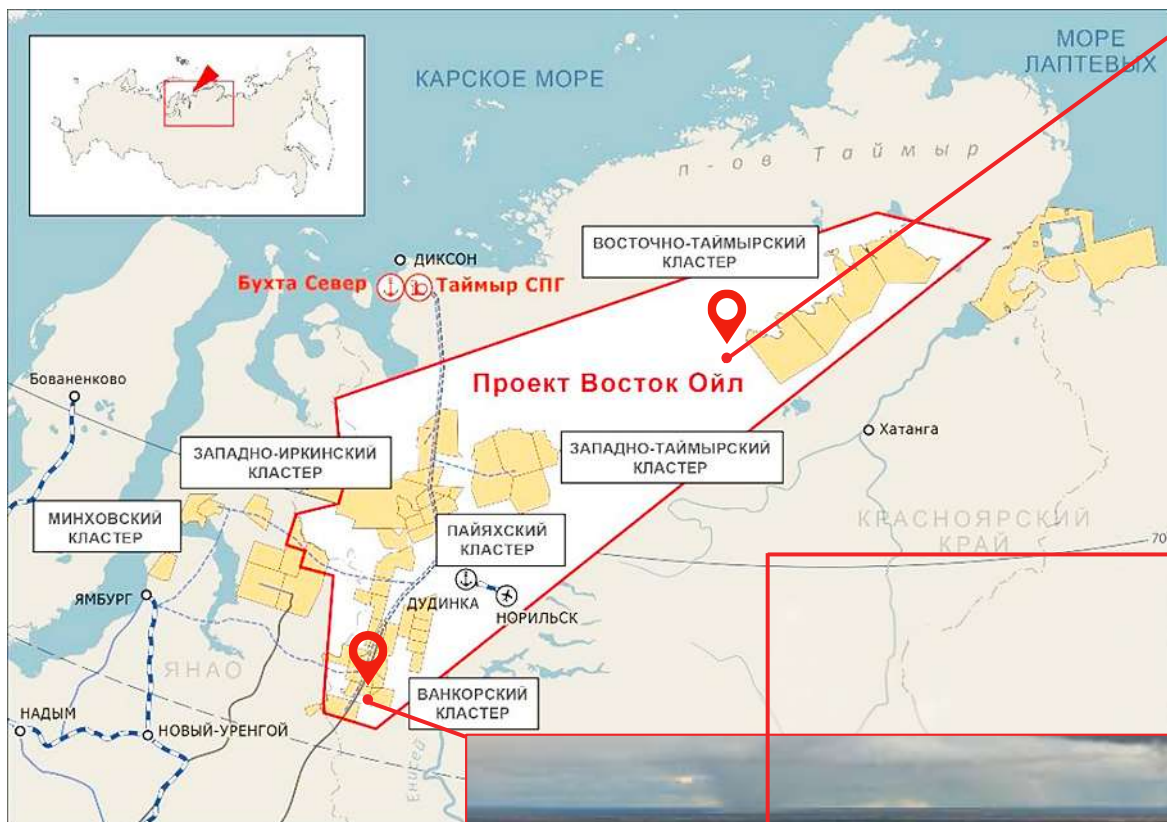 МОРЕ
ЛАПТЕВЫХ
КАРСКОЕ МОРЕ
п-ов Таймыр
ВОСТОЧНО-ТАЙМЫРСКИЙ
КЛАСТЕР
ДИКСОН
Бухта Север
Таймыр СПГ
Проект Восток Ойл
Бованенково
Хатанга
ЗАПАДНО-ИРКИНСКИЙ
КЛАСТЕР
ЗАПАДНО-ТАЙМЫРСКИЙ
КЛАСТЕР
МИНХОВСКИЙ
КЛАСТЕР
ПАЙЯХСКИЙ
КЛАСТЕР
КРАСНОЯРСКИЙ
КРАЙ
70
ДУДИНКА
НОРИЛЬСК
ЯМБУРГ
ЯНАО
ВАНКОРСКИЙ
КЛАСТЕР
НАДЫМ
НОВЫЙ-УРЕНГОЙ
Енисей